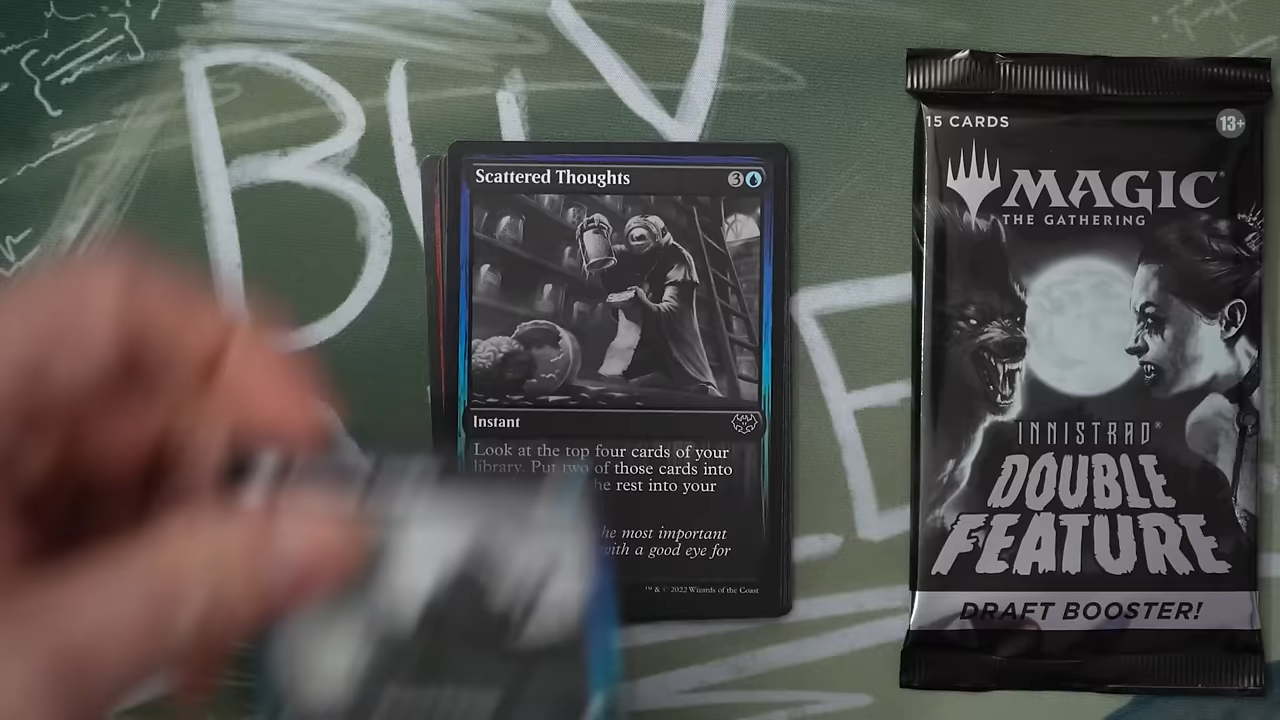 BUY
Scattered Thoughts
3
Instant
Look at the top four cards of your
library. Put two of those cards into
he rest into your
he most important
with a good eye for
™ & © 2022 Wizards of the Coast
15 CARDS
13+
MAGIC
THE GATHERING
INNISTRAD®
DOUBLE
FEATURE
DRAFT BOOSTER!